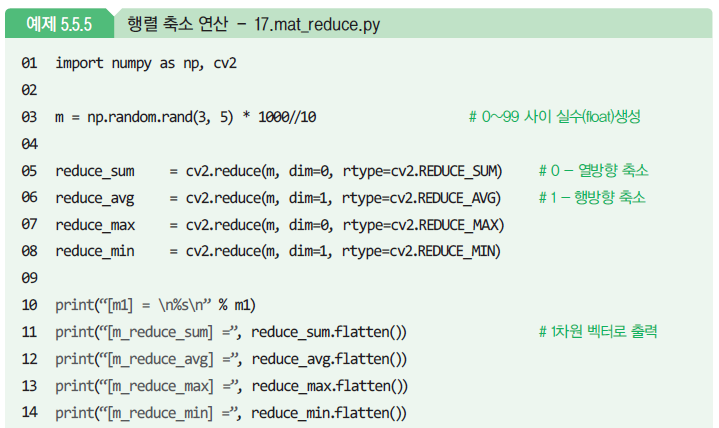 예제 5.5.5 행렬 축소 연산 - 17.mat_reduce.py
01 import numpy as np, cv2
02
03 m = np.random.rand(3, 5) * 1000//10 # 0~99 사이 실수(float)생성
04
05 reduce_sum = cv2.reduce(m, dim=0, rtype=cv2.REDUCE_SUM) # 0 - 열방향 축소
06 reduce_avg = cv2.reduce(m, dim=1, rtype=cv2.REDUCE_AVG) # 1 - 행방향 축소
07 reduce_max = cv2.reduce(m, dim=0, rtype=cv2.REDUCE_MAX)
08 reduce_min = cv2.reduce(m, dim=1, rtype=cv2.REDUCE_MIN)
09
10 print(“[m1] = \n%s\n” % m1)
11 print(“[m_reduce_sum] =”, reduce_sum.flatten()) # 1차원 벡터로 출력
12 print(“[m_reduce_avg] =”, reduce_avg.flatten())
13 print(“[m_reduce_max] =”, reduce_max.flatten())
14 print(“[m_reduce_min] =”, reduce_min.flatten())